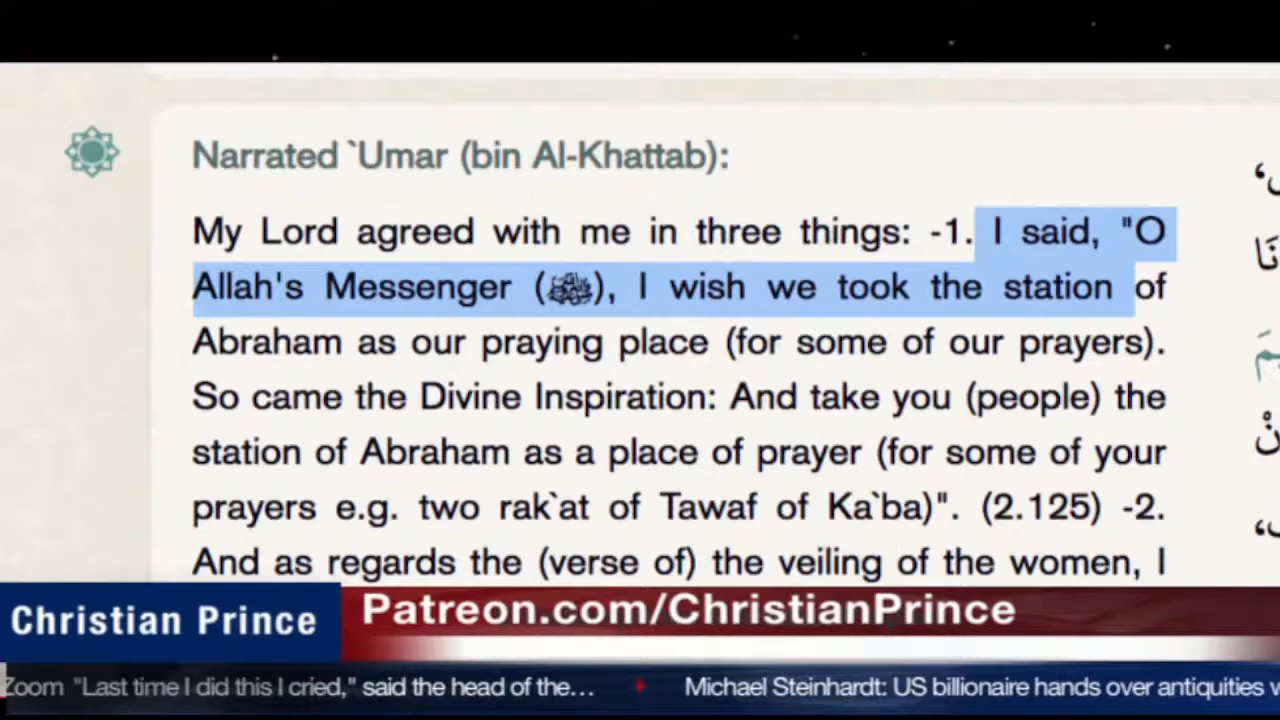 Narrated `Umar (bin Al-Khattab):
My Lord agreed with me in three things: -1. I said, "O
Allah's Messenger (ﷺ), I wish we took the station of
Abraham as our praying place (for some of our prayers).
So came the Divine Inspiration: And take you (people) the
station of Abraham as a place of prayer (for some of your
prayers e.g. two rak`at of Tawaf of Ka`ba)". (2.125) -2.
And as regards the (verse of) the veiling of the women, I
Christian Prince
Patreon.com/ChristianPrince
Zoom "Last time I did this I cried," said the head of the... Michael Steinhardt: US billionaire hands over antiquities